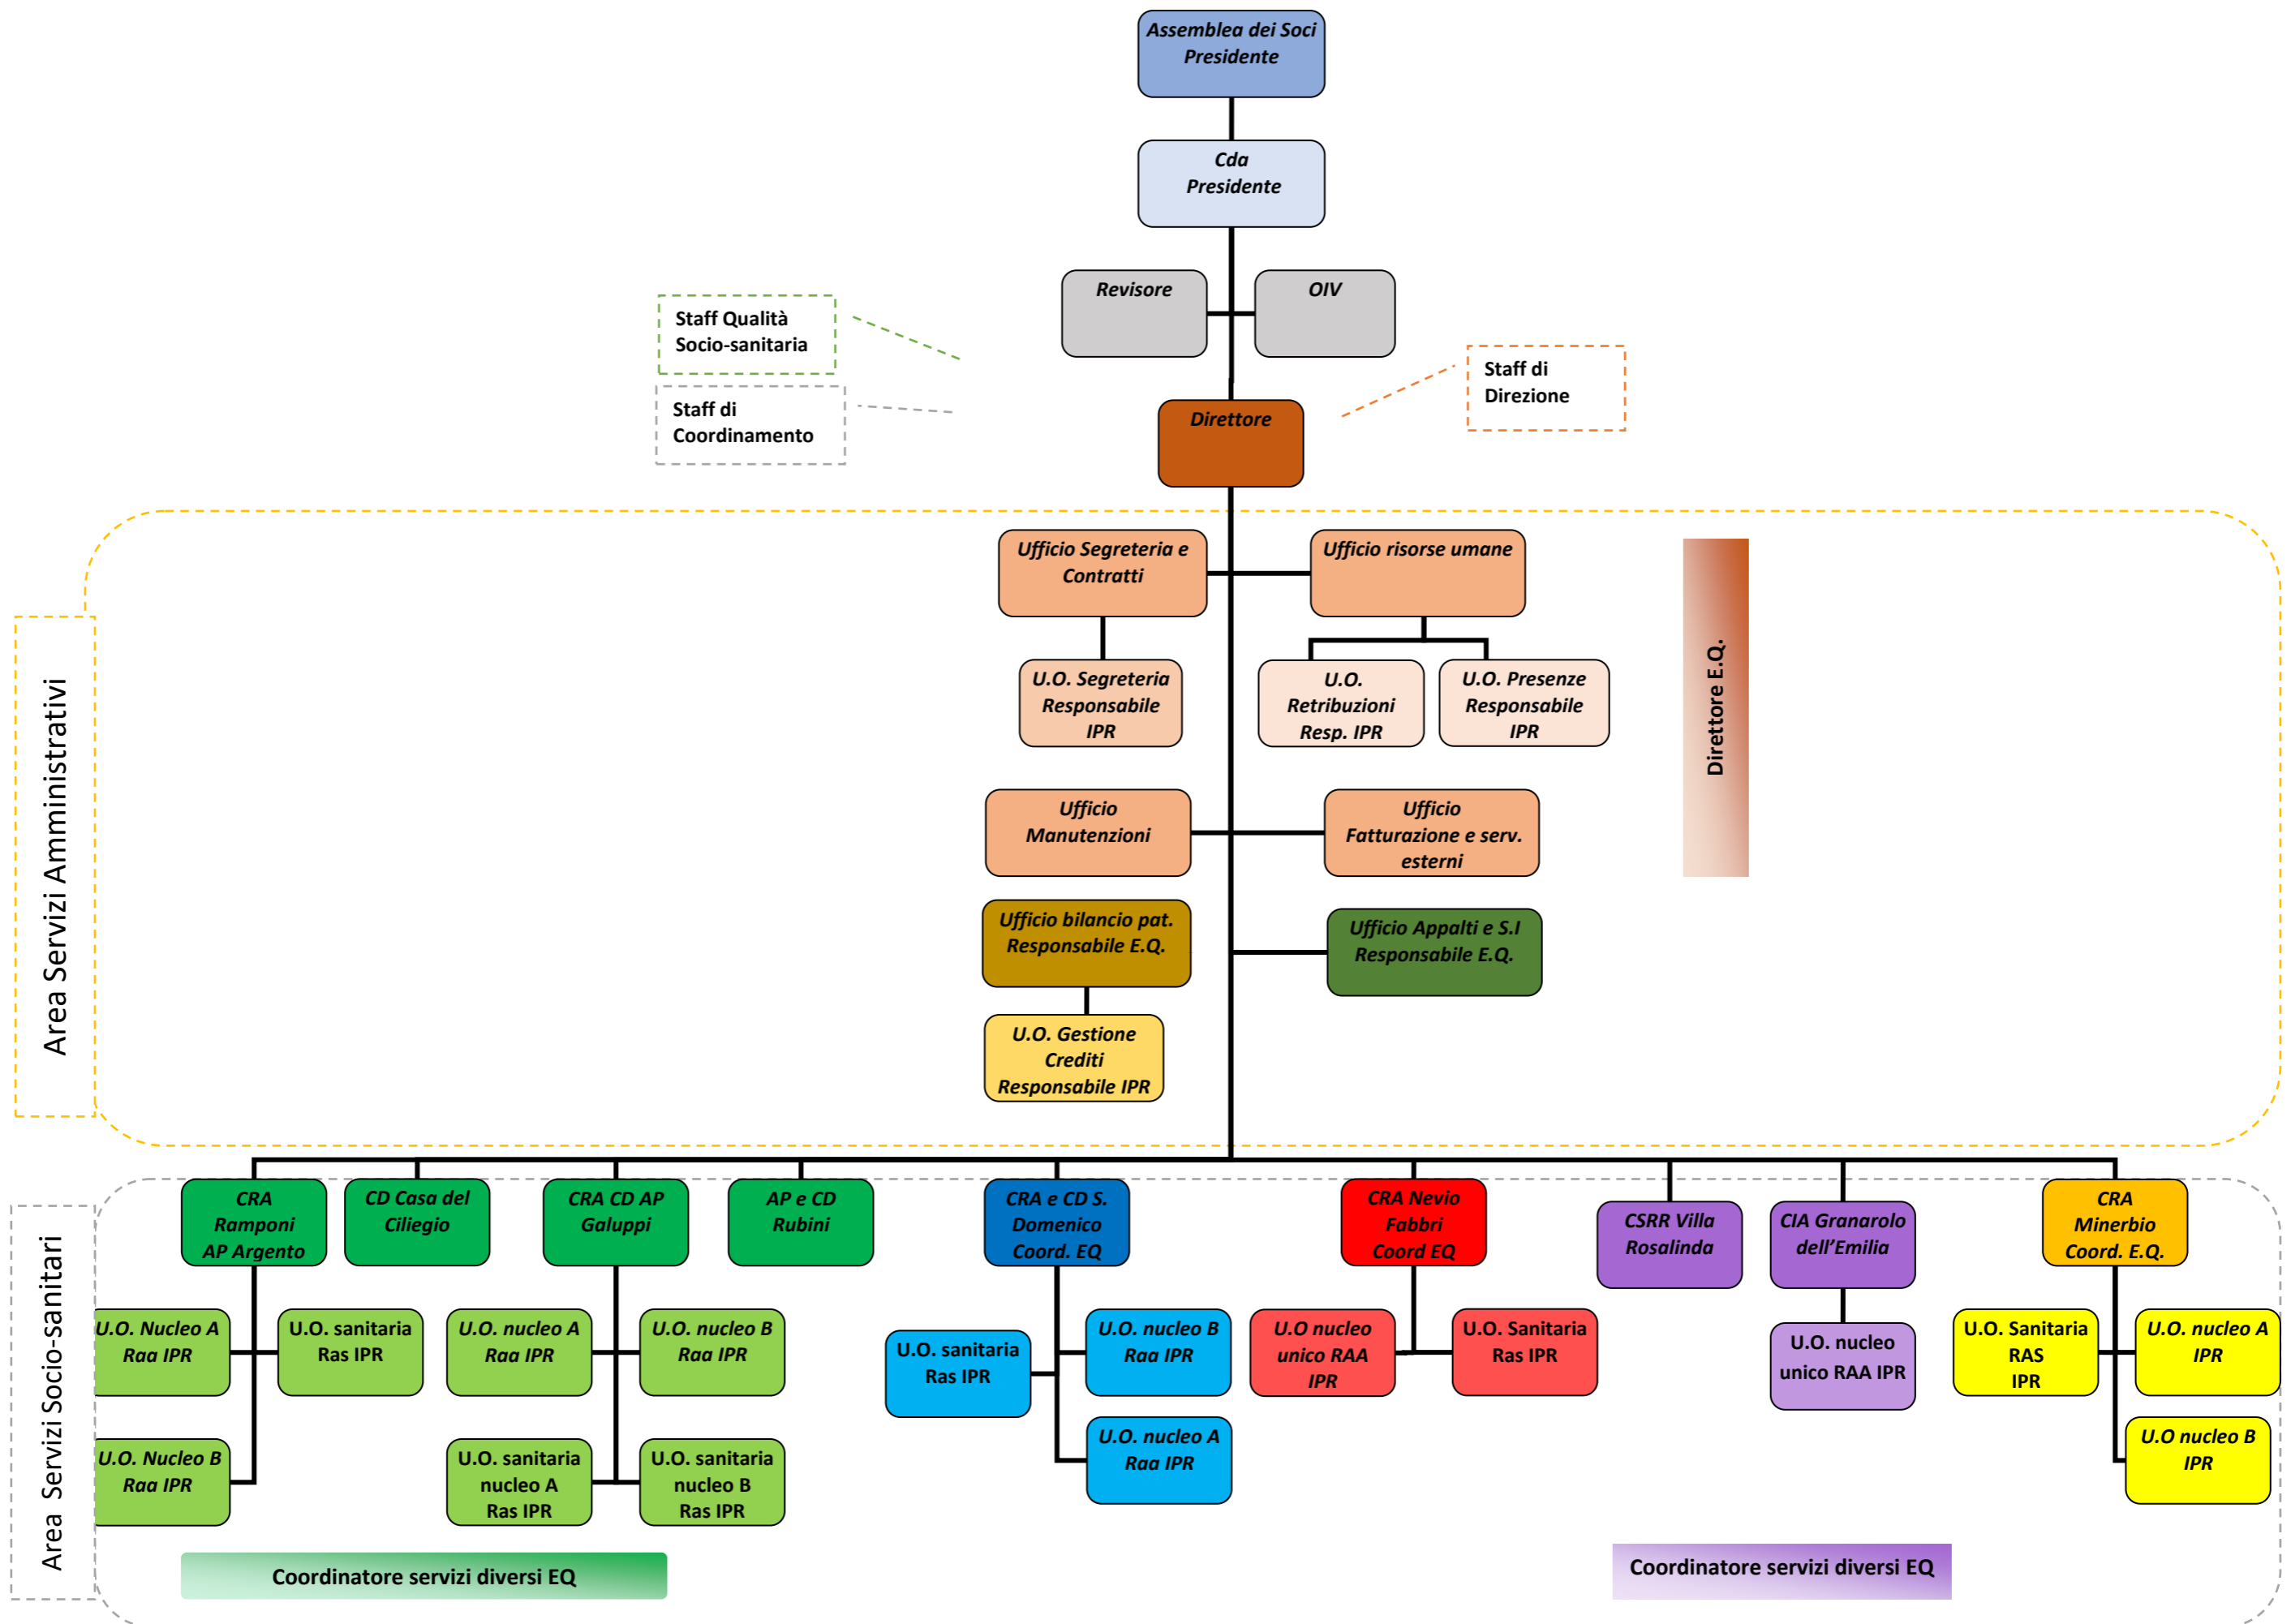 Assemblea dei Soci
Presidente
Cda
Presidente
Revisore
OIV
Staff Qualità
Socio-sanitaria
Staff di
Coordinamento
Staff di
Direzione
Direttore
Area Servizi Amministrativi
Ufficio Segreteria e
Contratti
Ufficio risorse umane
U.O. Segreteria
Responsabile
IPR
U.O.
Retribuzioni
Resp. IPR
U.O. Presenze
Responsabile
IPR
Direttore E.Q.
Ufficio
Manutenzioni
Ufficio
Fatturazione e serv.
esterni
Ufficio bilancio pat.
Responsabile E.Q.
Ufficio Appalti e S.I
Responsabile E.Q.
U.O. Gestione
Crediti
Responsabile IPR
Area Servizi Socio-sanitari
CRA
Ramponi
AP Argento
CD Casa del
Ciliegio
CRA CD AP
Galuppi
AP e CD
Rubini
CRA e CD S.
Domenico
Coord. EQ
CRA Nevio
Fabbri
Coord EQ
CSRR Villa
Rosalinda
CIA Granarolo
dell'Emilia
CRA
Minerbio
Coord. E.Q.
U.O. Nucleo A
Raa IPR
U.O. sanitaria
Ras IPR
U.O. nucleo A
Raa IPR
U.O. nucleo B
Raa IPR
U.O. sanitaria
Ras IPR
U.O. nucleo B
Raa IPR
U.O nucleo
unico RAA
IPR
U.O. Sanitaria
Ras IPR
U.O. nucleo
unico RAA IPR
U.O. Sanitaria
RAS
IPR
U.O. nucleo A
IPR
U.O. Nucleo B
Raa IPR
U.O. sanitaria
nucleo A
Ras IPR
U.O. sanitaria
nucleo B
Ras IPR
U.O. nucleo A
Raa IPR
U.O nucleo B
IPR
Coordinatore servizi diversi EQ
Coordinatore servizi diversi EQ